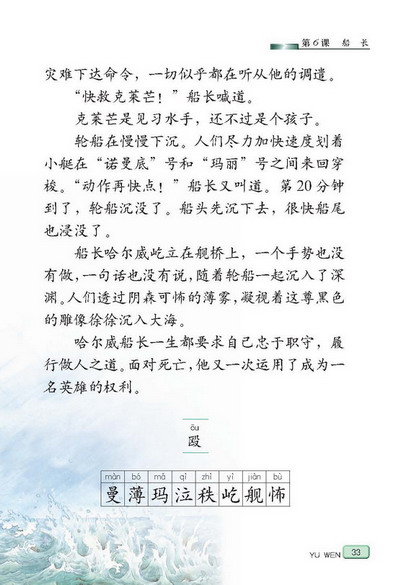 第6课 船 长
灾难下达命令，一切似乎都在听从他的调遣。
“快救克莱芒！”船长喊道。
克莱芒是见习水手，还不过是个孩子。
轮船在慢慢下沉。人们尽力加快速度划着
小艇在“诺曼底”号和“玛丽”号之间来回穿
梭。“动作再快点！”船长又叫道。第20分钟
到了，轮船沉没了。船头先沉下去，很快船尾
也浸没了。
船长哈尔威屹立在舰桥上，一个手势也没
有做，一句话也没有说，随着轮船一起沉入了深
渊。人们透过阴森可怖的薄雾，凝视着这尊黑色
的雕像徐徐沉入大海。
哈尔威船长一生都要求自己忠于职守，履
行做人之道。面对死亡，他又一次运用了成为一
名英雄的权利。
ōu
殴
màn bó mǎ qì zhì yì jiàn bù
曼薄玛泣秩屹舰怖
YU WEN 33